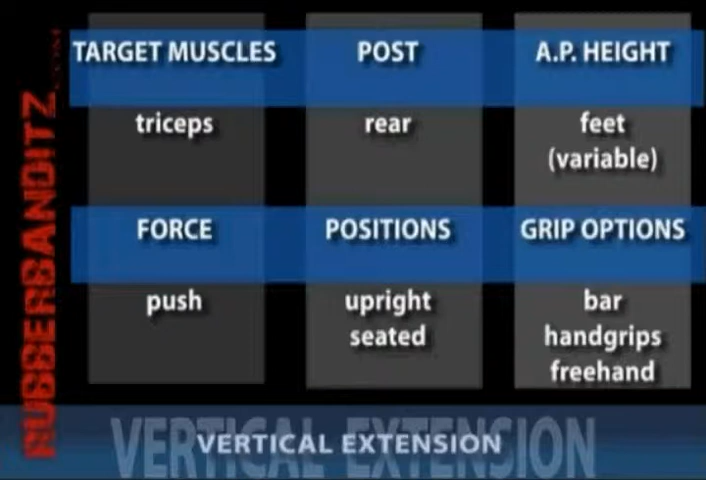 RUBBERBANDITZ.COM
TARGET MUSCLES
POST
A.P. HEIGHT
triceps
rear
feet
(variable)
FORCE
POSITIONS
GRIP OPTIONS
push
upright
seated
bar
handgrips
freehand
VERTICAL EXTENSION
VERTICAL EXTENSION